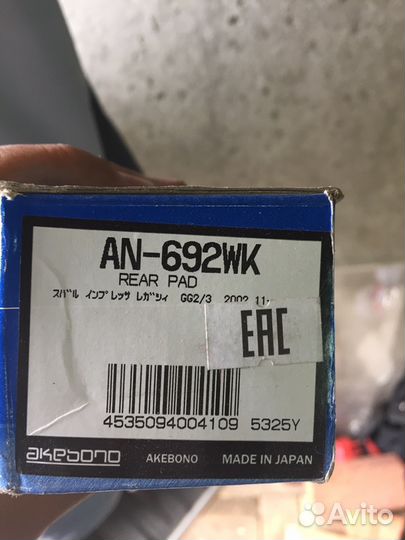 AN-692WK
REAR PAD
ｽﾊﾞﾙ ｲﾝﾌﾟﾚｯｻ ﾚｶﾞｼｨ GG2/3 2002.11-
EAC
4535094004109 5325Y
akebono AKEBONO MADE IN JAPAN
Avito